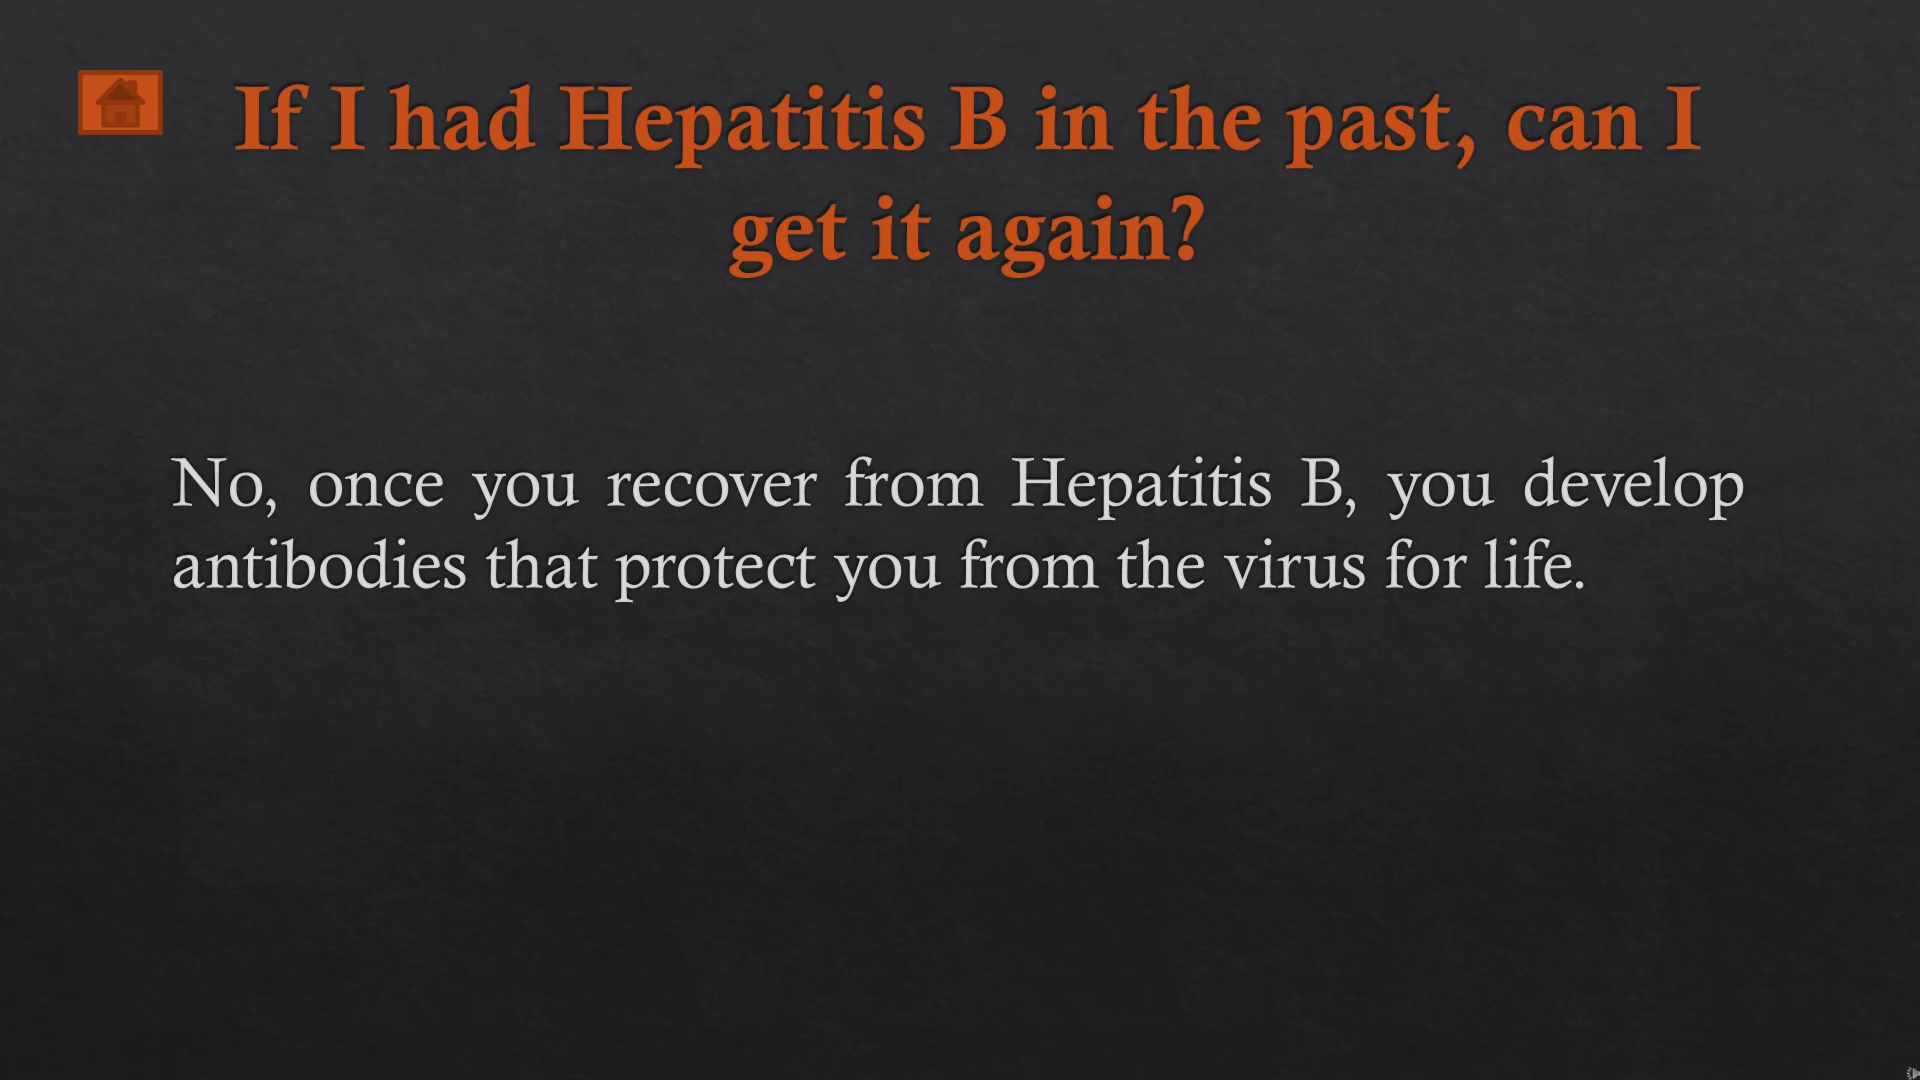 If I had Hepatitis B in the past, can I
get it again?
No, once you recover from Hepatitis B, you develop
antibodies that protect you from the virus for life.